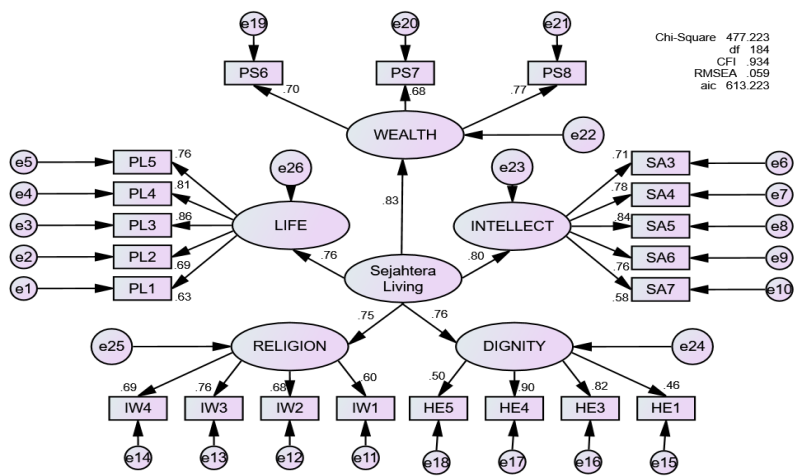 e19
e20
e21
Chi-Square 477.223
df 184
CFI .934
RMSEA .059
aic 613.223
PS6
PS7
PS8
.70
.68
.77
WEALTH
e22
e5
PL5
.76
e26
e23
.71
SA3
e6
e4
PL4
.81
.78
SA4
e7
e3
PL3
.86
LIFE
.83
INTELLECT
.84
SA5
e8
e2
PL2
.69
.76
SA6
e9
e1
PL1
.63
.76
Sejahtera
Living
.80
.58
SA7
e10
.75
.76
e25
RELIGION
DIGNITY
e24
.69
.76
.68
.60
.50
.90
.82
.46
IW4
IW3
IW2
IW1
HE5
HE4
HE3
HE1
e14
e13
e12
e11
e18
e17
e16
e15